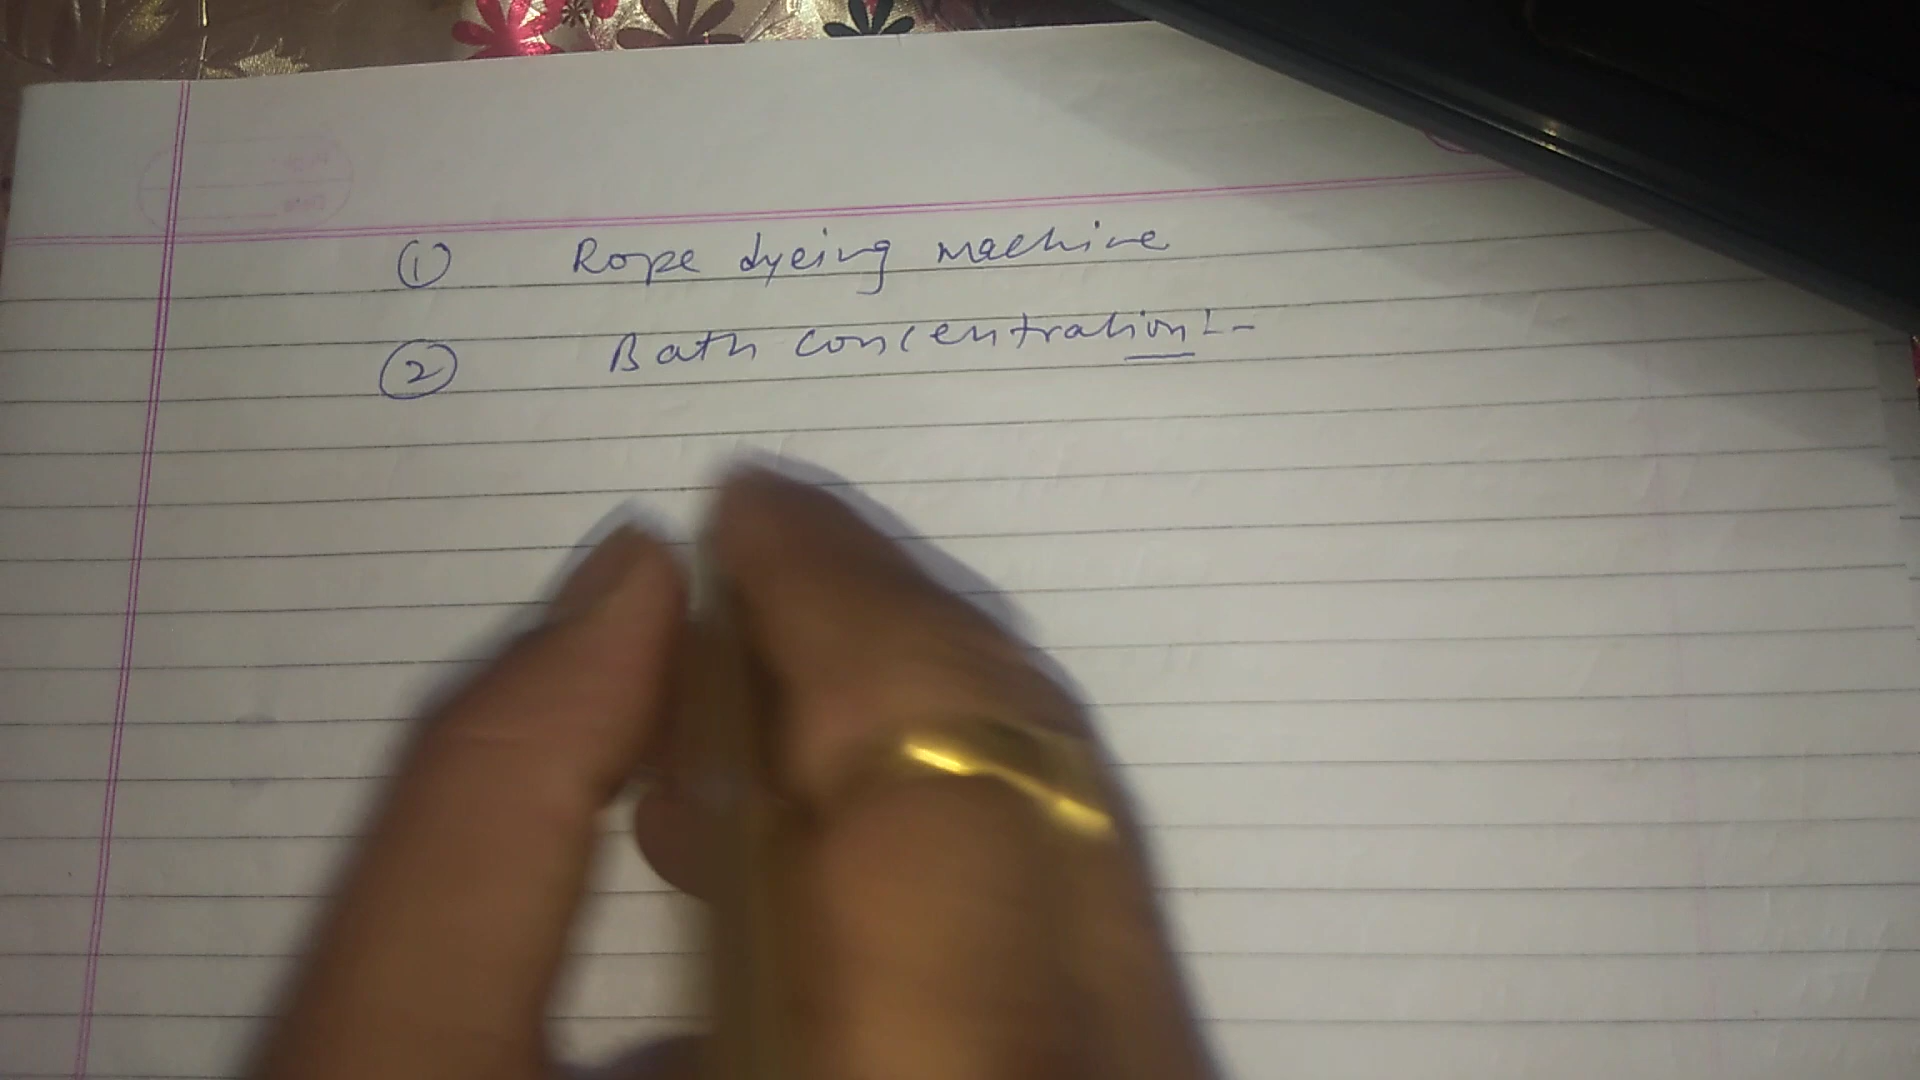 ① Rope dyeing machine
② Bath concentration:-